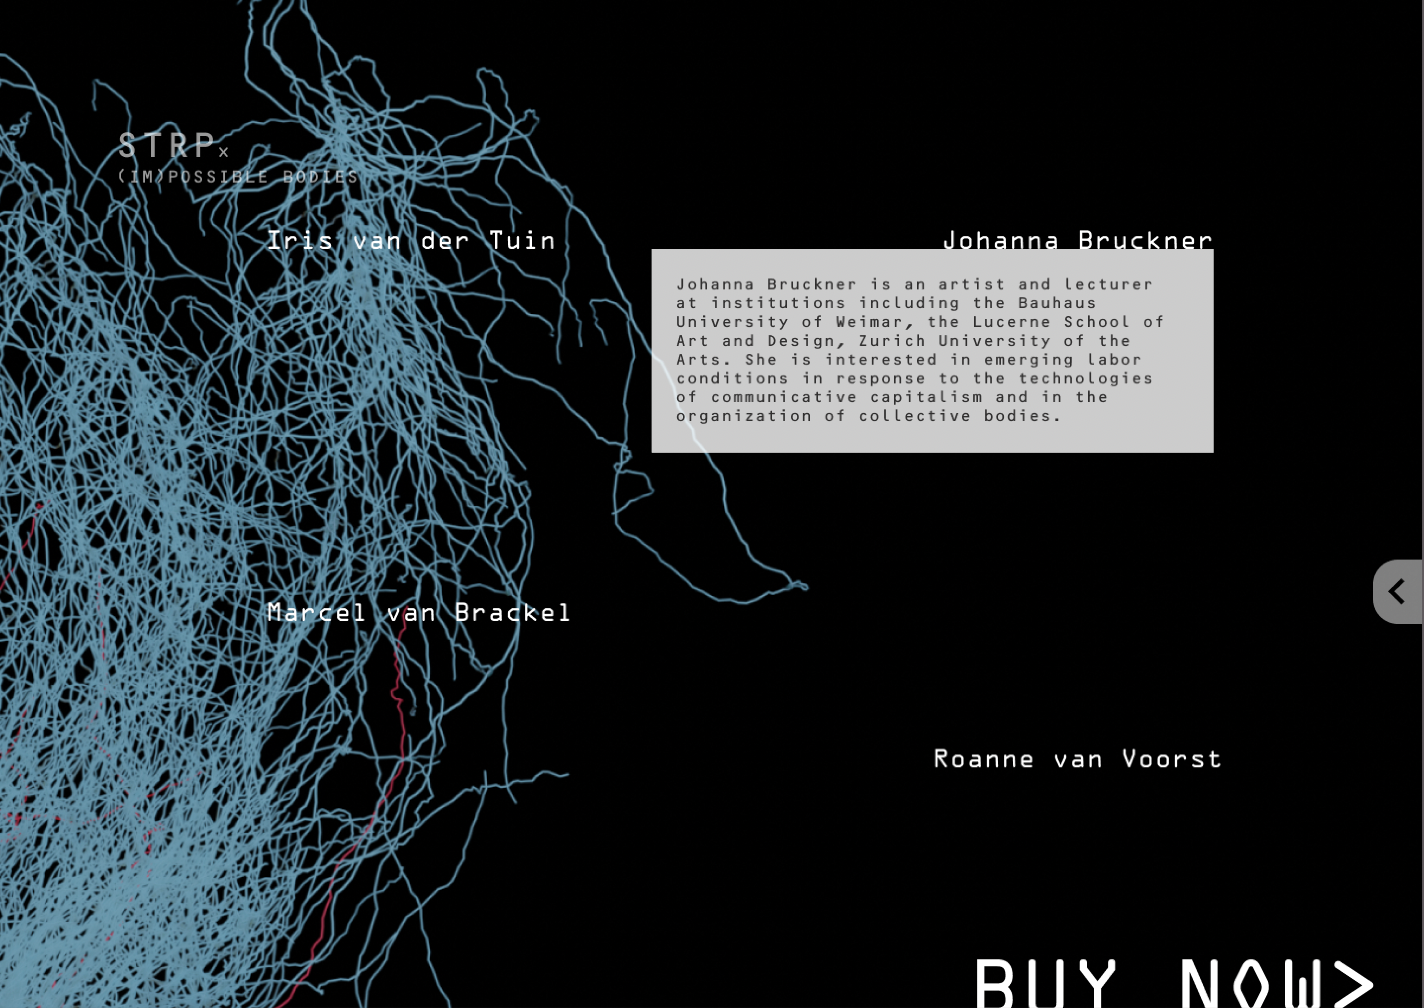 STRPx
(IM)POSSIBLE BODIES
Iris van der Tuin
Johanna Bruckner
Johanna Bruckner is an artist and lecturer
at institutions including the Bauhaus
University of Weimar, the Lucerne School of
Art and Design, Zurich University of the
Arts. She is interested in emerging labor
conditions in response to the technologies
of communicative capitalism and in the
organization of collective bodies.
Marcel van Brackel
Roanne van Voorst
BUY NOW>